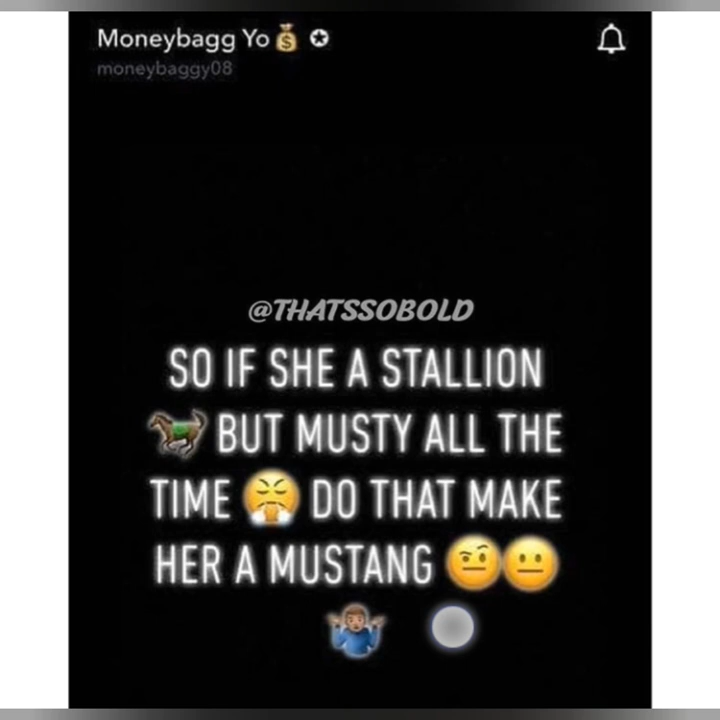 Moneybagg Yo💰 ✪
moneybaggy08
@THATSSOBOLD
SO IF SHE A STALLION
🐎 BUT MUSTY ALL THE
TIME 😤 DO THAT MAKE
HER A MUSTANG 🤨😐
🤷🏽‍♂️